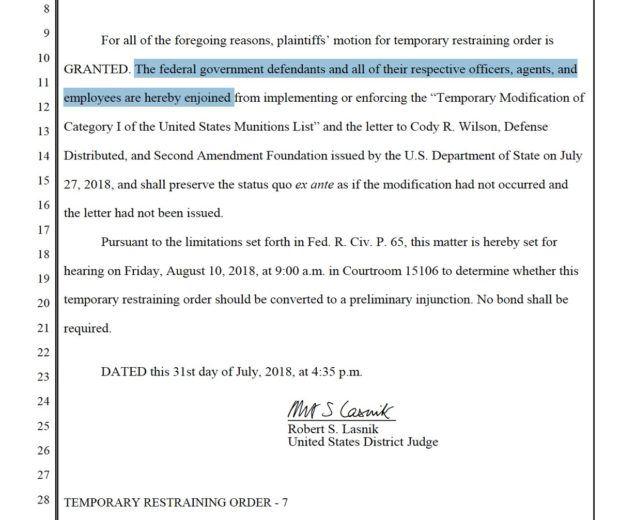 8
9 For all of the foregoing reasons, plaintiffs' motion for temporary restraining order is
10 GRANTED. The federal government defendants and all of their respective officers, agents, and
11 employees are hereby enjoined from implementing or enforcing the “Temporary Modification of
12
13 Category I of the United States Munitions List” and the letter to Cody R. Wilson, Defense
14 Distributed, and Second Amendment Foundation issued by the U.S. Department of State on July
15 27, 2018, and shall preserve the status quo ex ante as if the modification had not occurred and
16 the letter had not been issued.
17 Pursuant to the limitations set forth in Fed. R. Civ. P. 65, this matter is hereby set for
18
19 hearing on Friday, August 10, 2018, at 9:00 a.m. in Courtroom 15106 to determine whether this
20 temporary restraining order should be converted to a preliminary injunction. No bond shall be
21 required.
22
23 DATED this 31st day of July, 2018, at 4:35 p.m.
24 S Lasnik
25 Robert S. Lasnik
26 United States District Judge
27
28 TEMPORARY RESTRAINING ORDER - 7